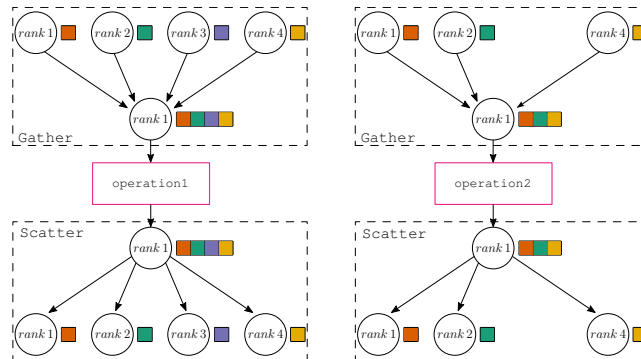 rank 1 rank 2 rank 3 rank 4 rank 1 rank 2 rank 4
rank 1 rank 1
Gather Gather
operation1 operation2
Scatter Scatter
rank 1 rank 1
rank 1 rank 2 rank 3 rank 4 rank 1 rank 2 rank 4